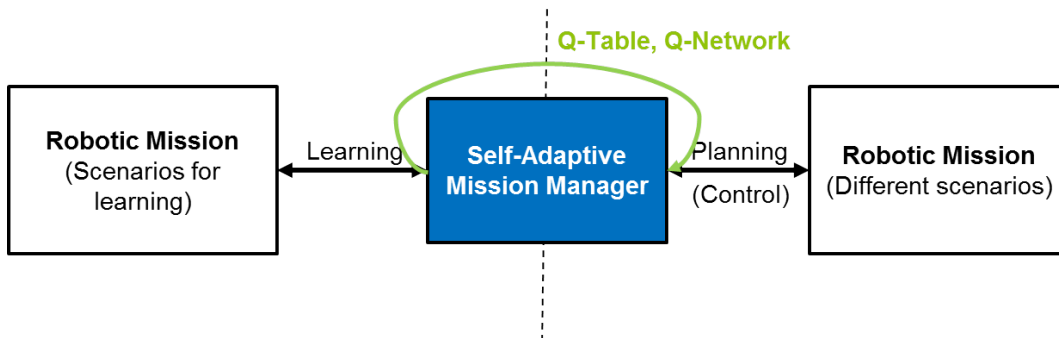 Q-Table, Q-Network
Robotic Mission
(Scenarios for
learning)
Learning
Self-Adaptive
Mission Manager
Planning
(Control)
Robotic Mission
(Different scenarios)